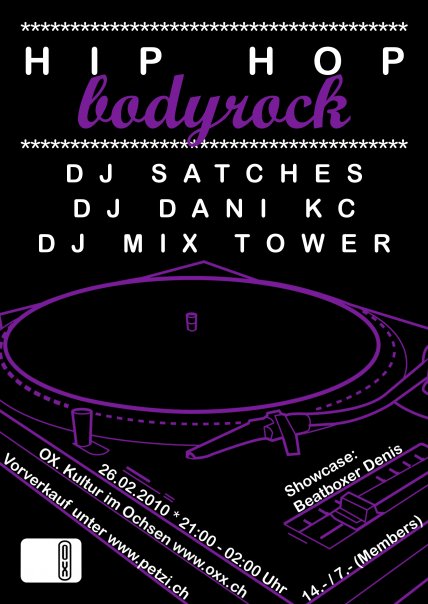 ****************************************
HIP HOP
bodyrock
****************************************
DJ SATCHES
DJ DANI KC
DJ MIX TOWER
26.02.2010 * 21:00 - 02:00 Uhr
OX. Kultur im Ochsen www.oxx.ch
Vorverkauf unter www.petzi.ch
Showcase:
Beatboxer Denis
14.- / 7.- (Members)
OX